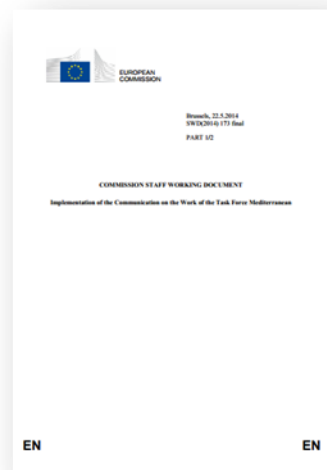 EUROPEAN
COMMISSION
Brussels, 22.5.2014
SWD(2014) 173 final
PART 1/2
COMMISSION STAFF WORKING DOCUMENT
Implementation of the Communication on the Work of the Task Force Mediterranean
EN
EN